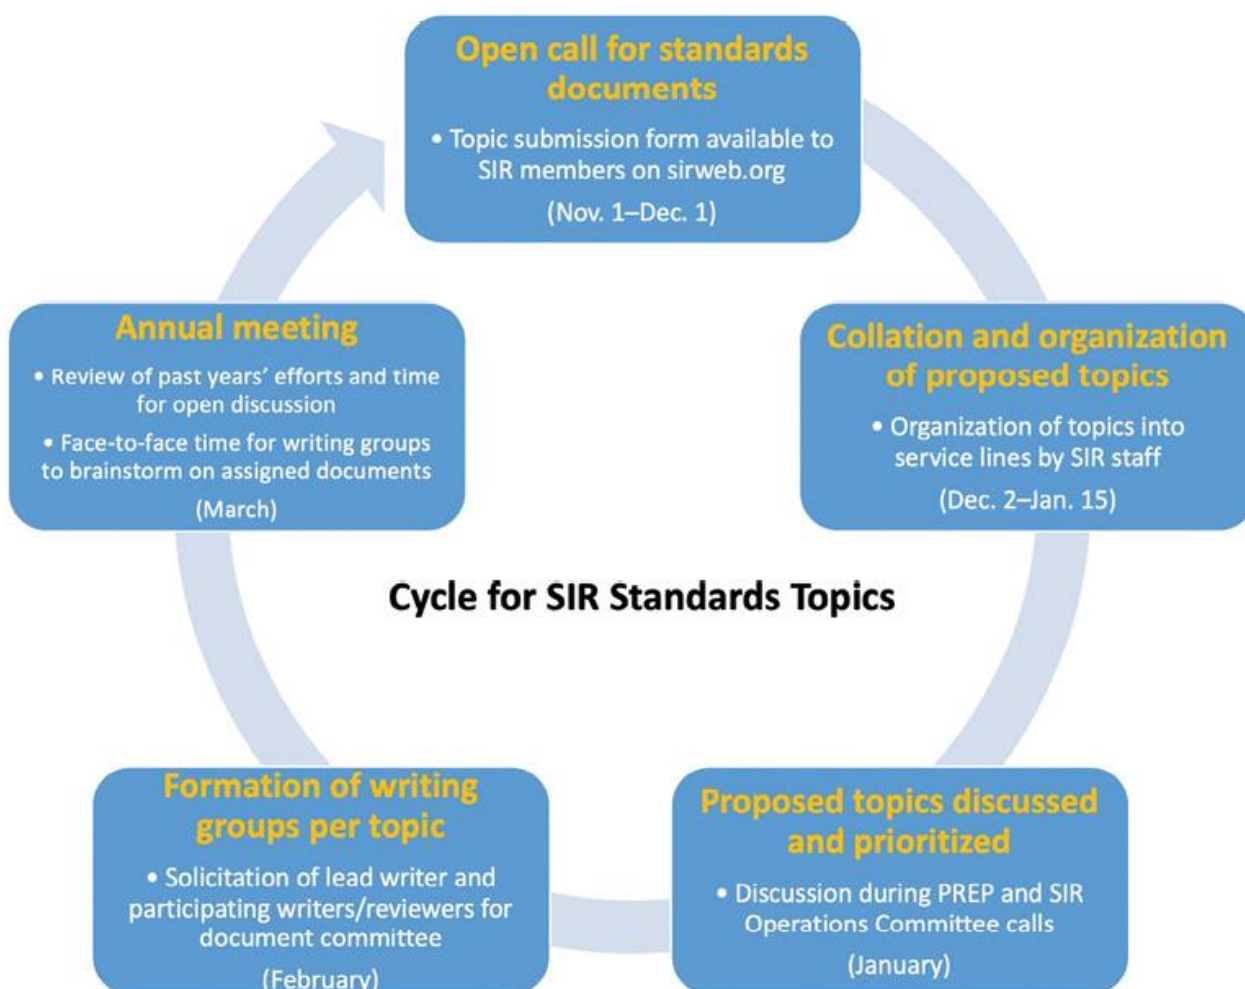 Open call for standards
documents
• Topic submission form available to
SIR members on sirweb.org
(Nov. 1–Dec. 1)
Collation and organization
of proposed topics
• Organization of topics into
service lines by SIR staff
(Dec. 2–Jan. 15)
Proposed topics discussed
and prioritized
• Discussion during PREP and SIR
Operations Committee calls
(January)
Formation of writing
groups per topic
• Solicitation of lead writer and
participating writers/reviewers for
document committee
(February)
Annual meeting
• Review of past years’ efforts and time
for open discussion
• Face-to-face time for writing groups
to brainstorm on assigned documents
(March)
Cycle for SIR Standards Topics